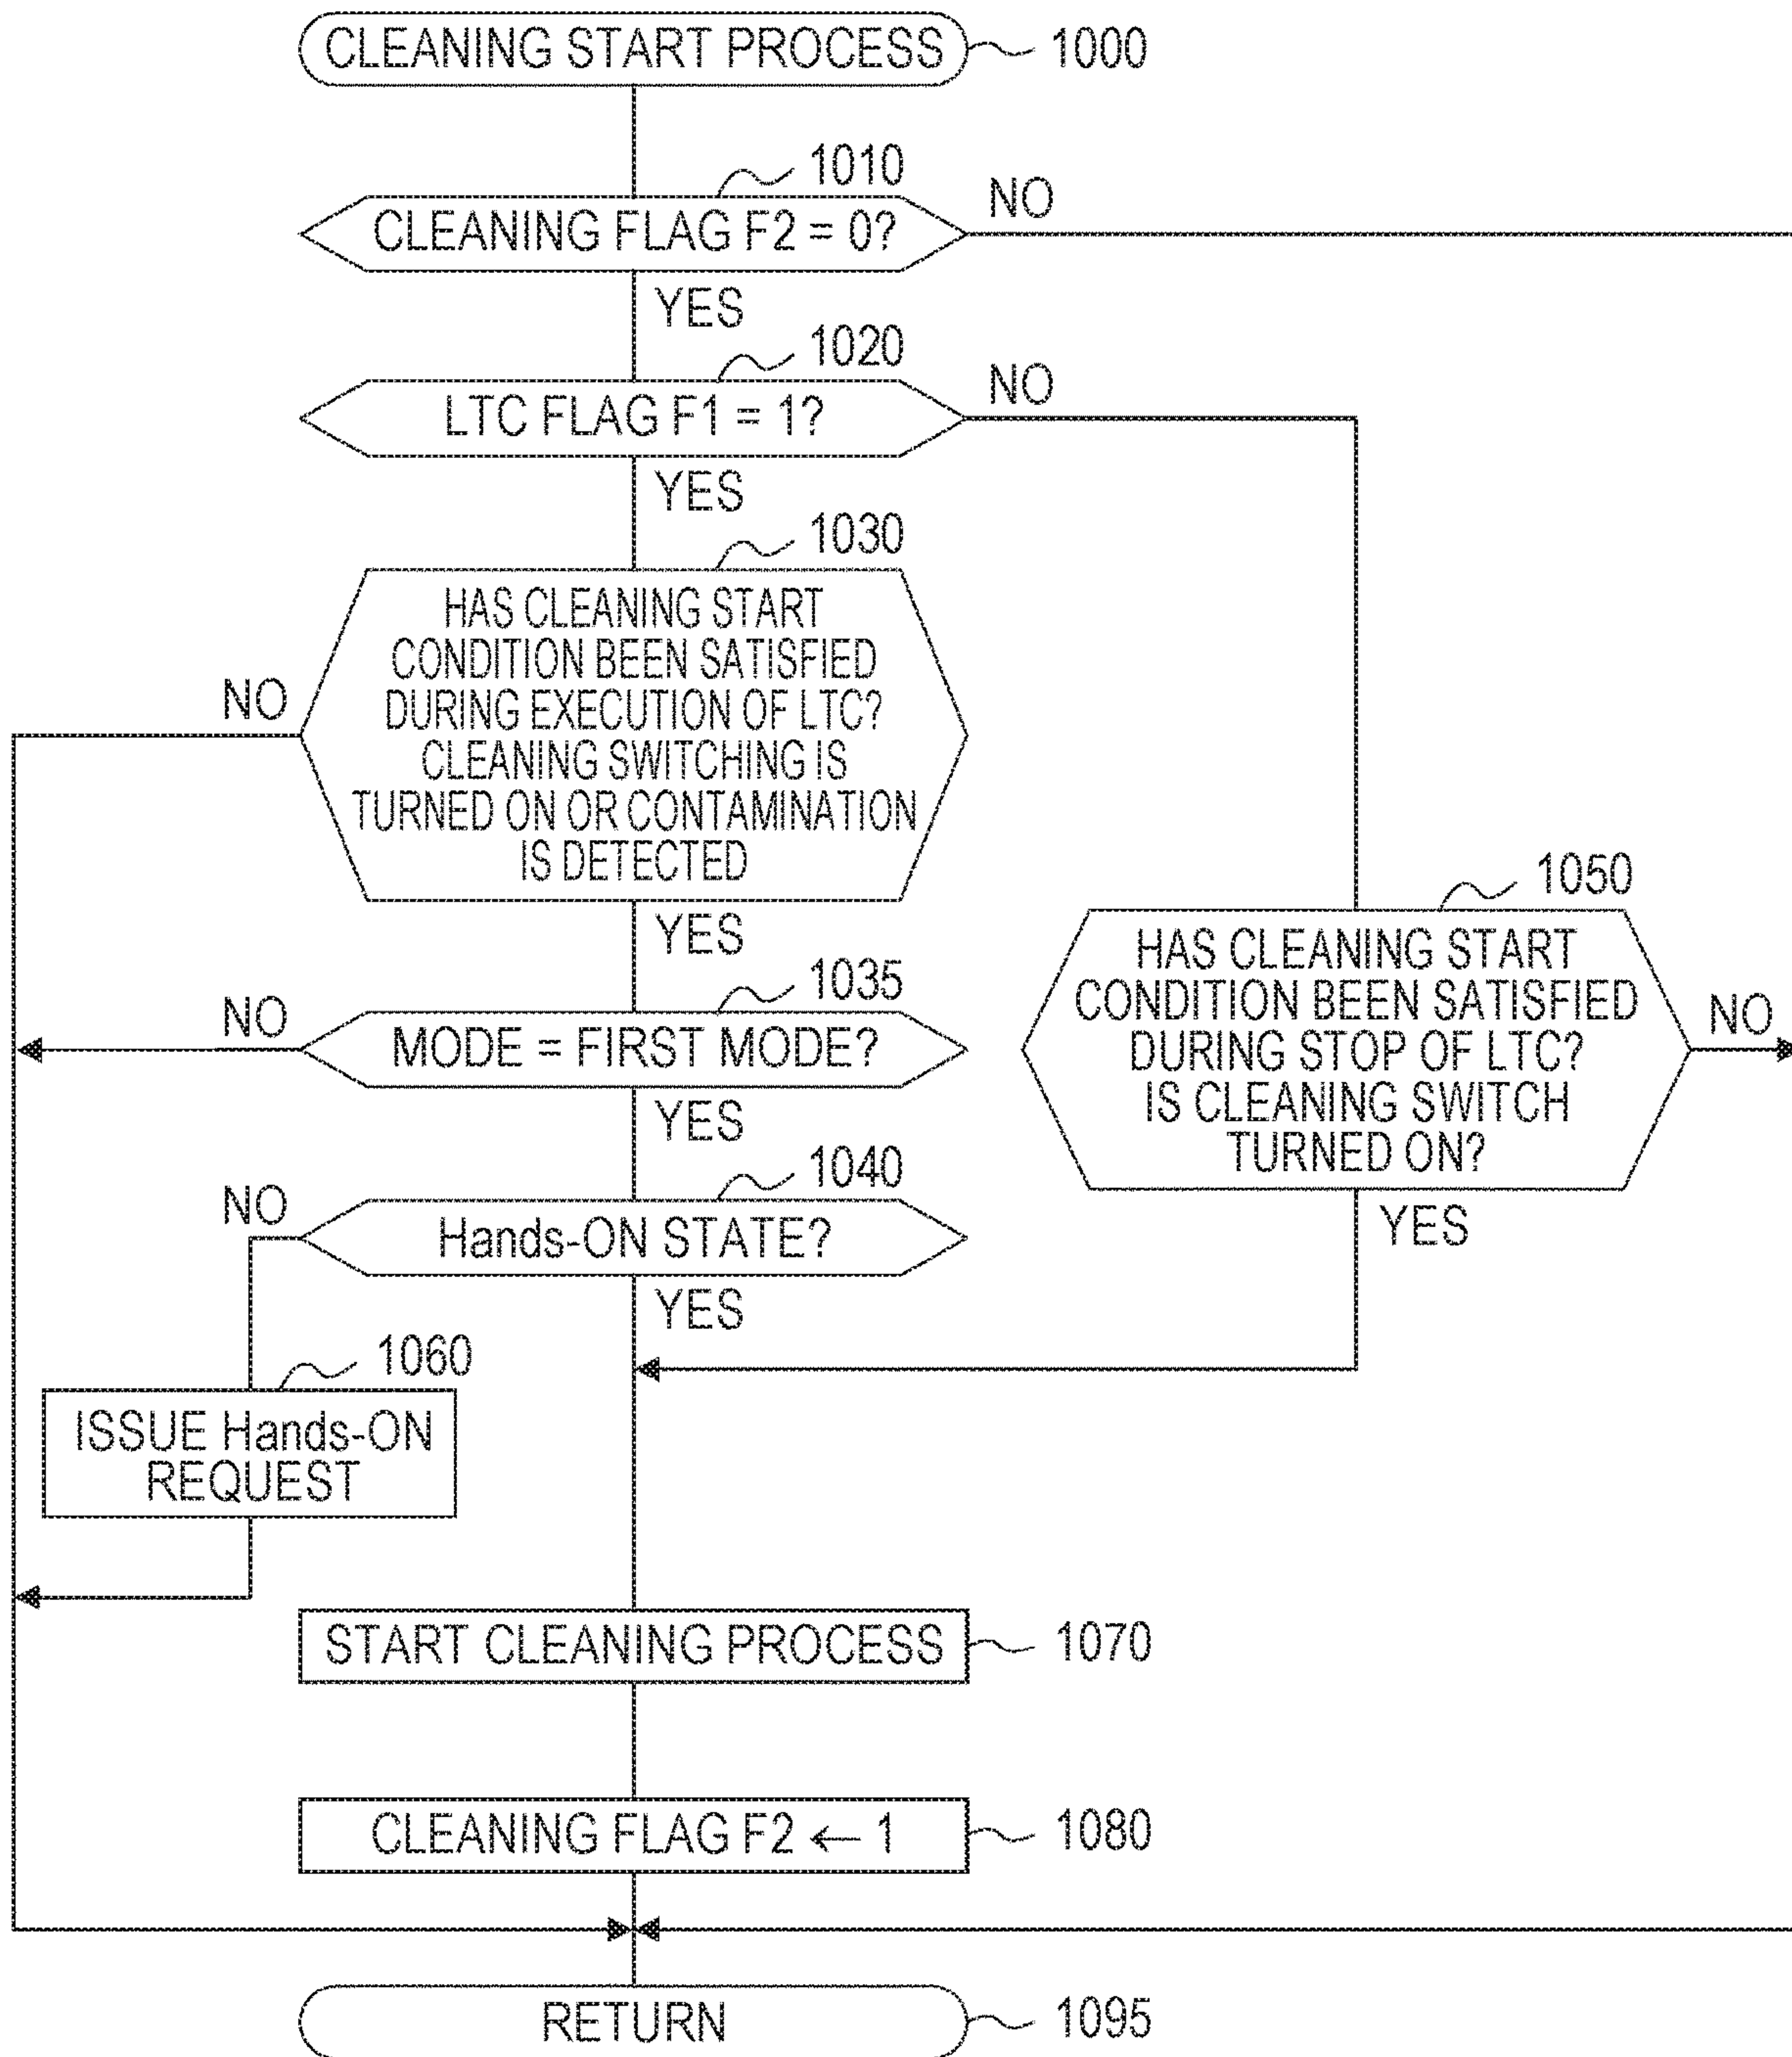 CLEANING START PROCESS
1000
1010
CLEANING FLAG F2 = 0?
NO
YES
1020
LTC FLAG F1 = 1?
NO
YES
1030
HAS CLEANING START
CONDITION BEEN SATISFIED
DURING EXECUTION OF LTC?
CLEANING SWITCHING IS
TURNED ON OR CONTAMINATION
IS DETECTED
NO
YES
1035
MODE = FIRST MODE?
NO
YES
1050
HAS CLEANING START
CONDITION BEEN SATISFIED
DURING STOP OF LTC?
IS CLEANING SWITCH
TURNED ON?
NO
YES
1040
Hands-ON STATE?
NO
YES
1060
ISSUE Hands-ON
REQUEST
START CLEANING PROCESS
1070
CLEANING FLAG F2 ← 1
1080
RETURN
1095